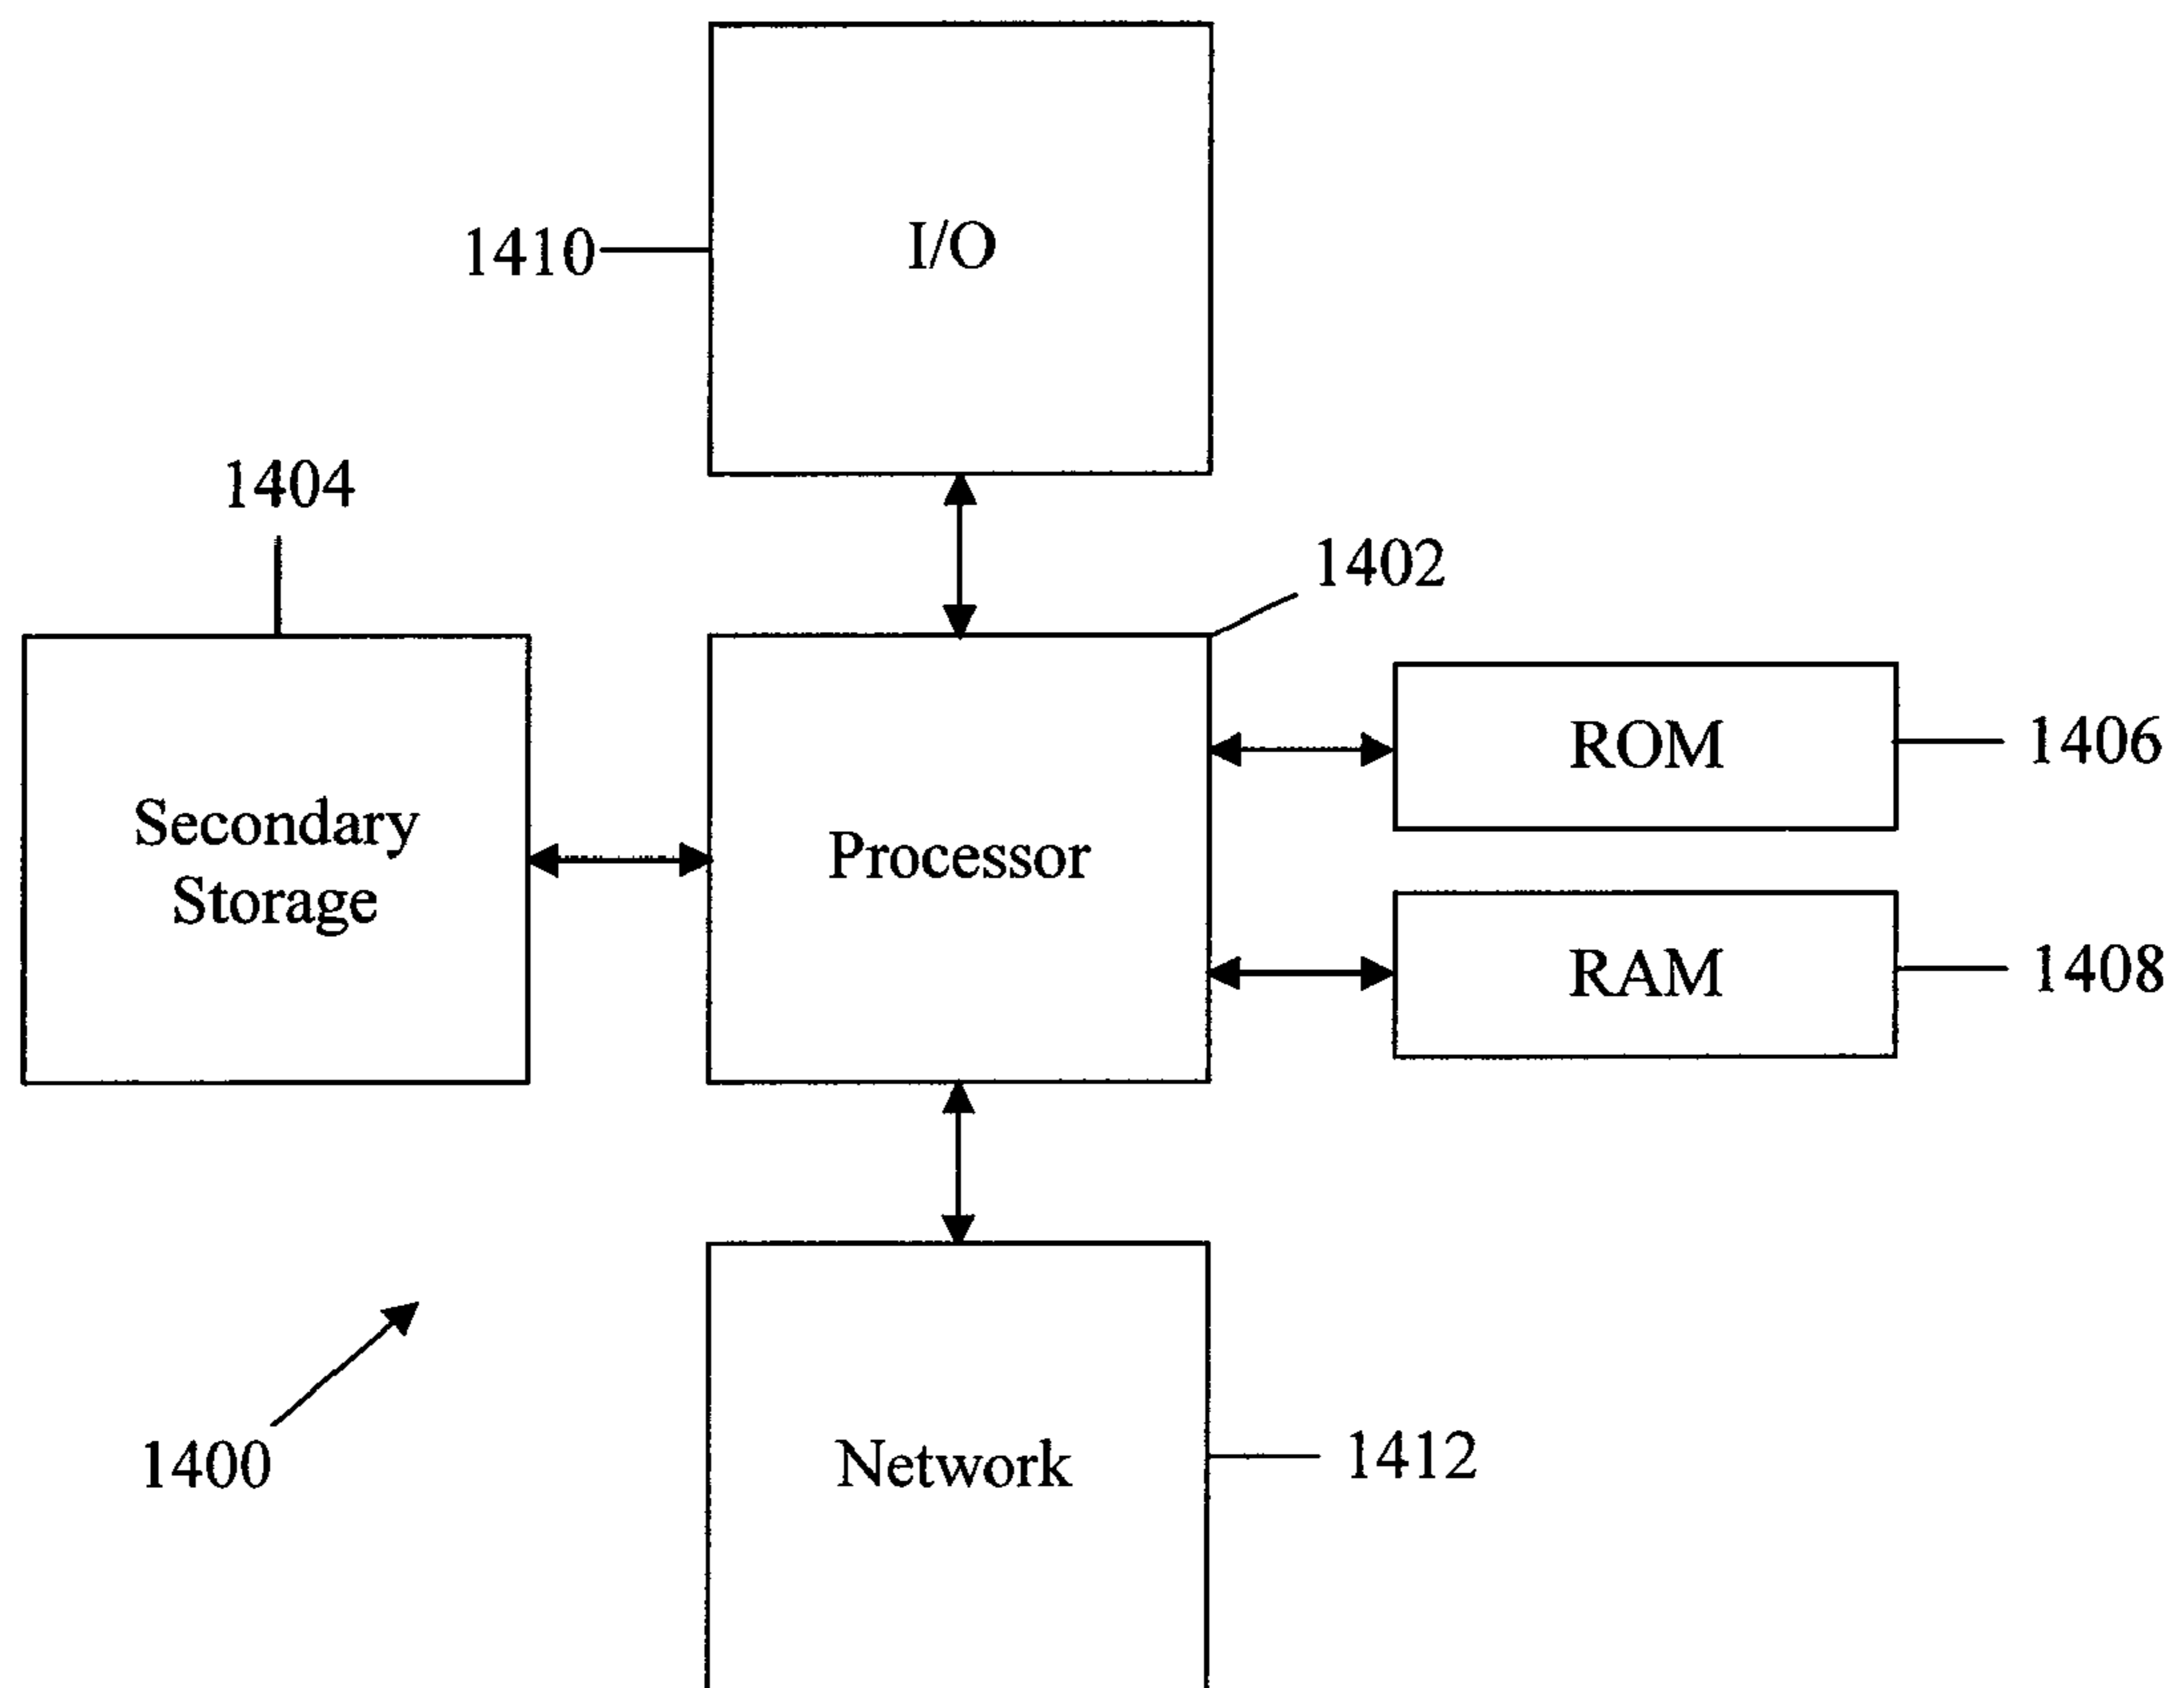 I/O
1410
1404
1402
ROM
1406
Secondary
Storage
Processor
RAM
1408
1400
Network
1412